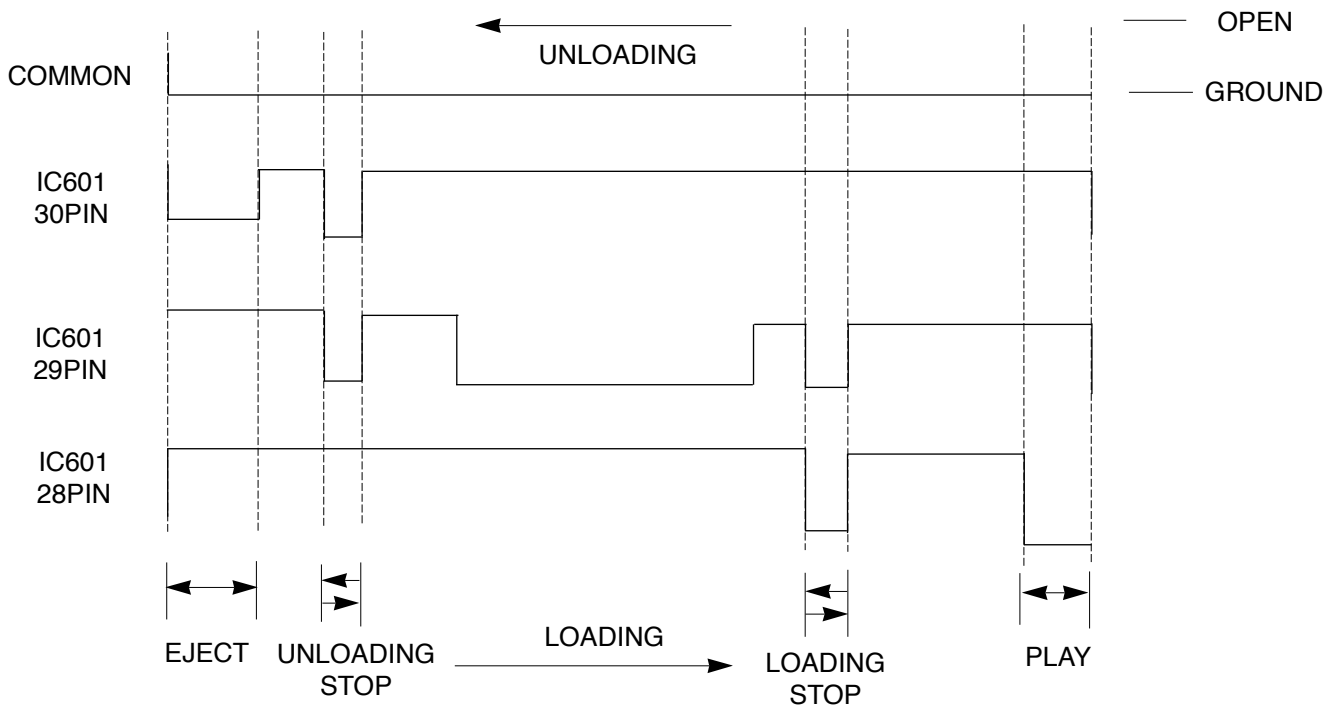 OPEN
UNLOADING
COMMON
GROUND
IC601
30PIN
IC601
29PIN
IC601
28PIN
EJECT
UNLOADING
STOP
LOADING
LOADING
STOP
PLAY